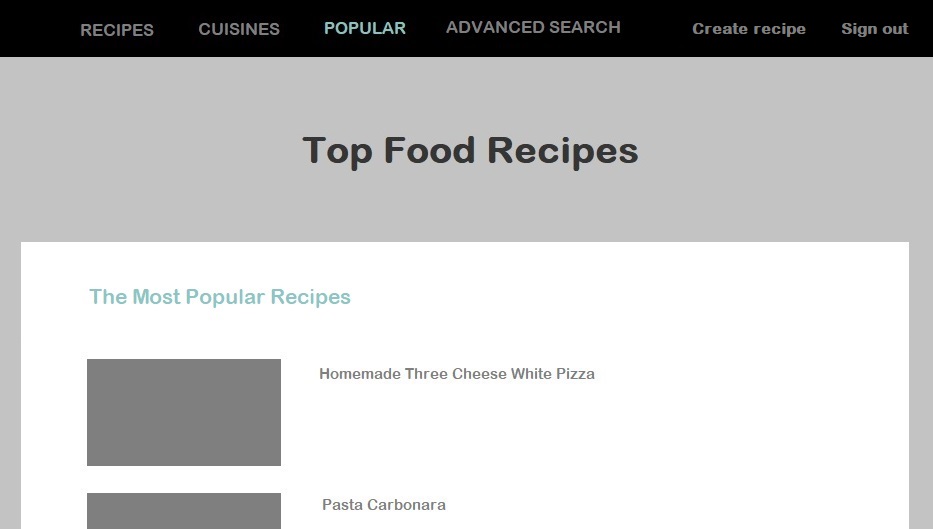 RECIPES CUISINES POPULAR ADVANCED SEARCH Create recipe Sign out
Top Food Recipes
The Most Popular Recipes
Homemade Three Cheese White Pizza
Pasta Carbonara